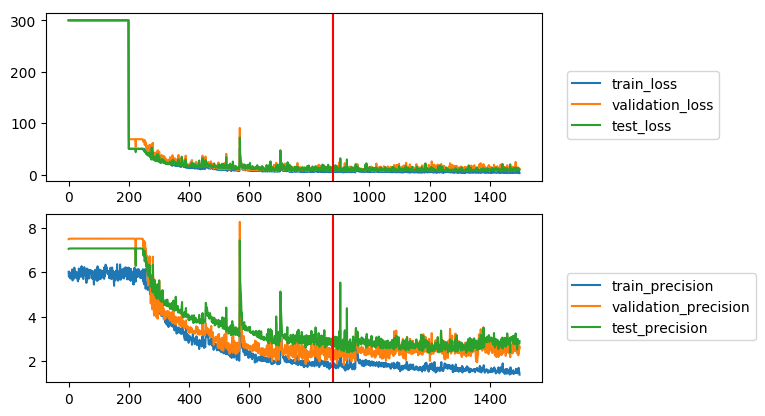 300
200
100
0
0 200 400 600 800 1000 1200 1400
train_loss
validation_loss
test_loss
8
6
4
2
0 200 400 600 800 1000 1200 1400
train_precision
validation_precision
test_precision